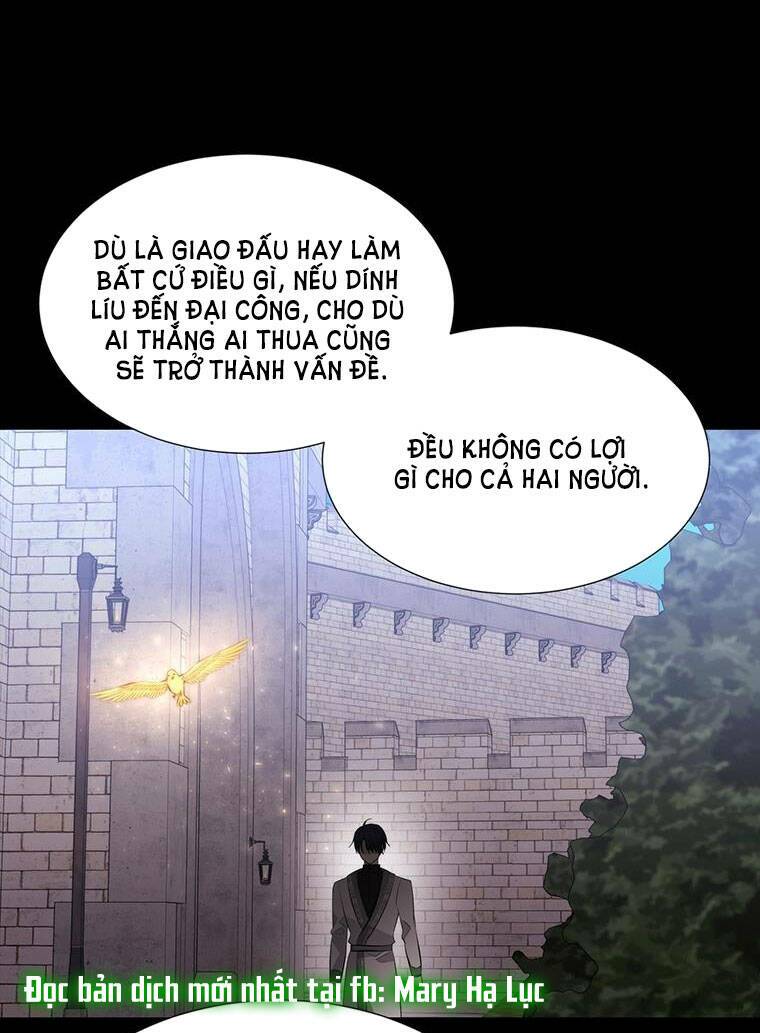 DÙ LÀ GIAO ĐẤU HAY LÀM
BẤT CỨ ĐIỀU GÌ, NẾU DÍNH
LÍU ĐẾN ĐẠI CÔNG, CHO DÙ
AI THẮNG AI THUA CŨNG
SẼ TRỞ THÀNH VẤN ĐỀ.
ĐỀU KHÔNG CÓ LỢI
GÌ CHO CẢ HAI NGƯỜI.
Đọc bản dịch mới nhất tại fb: Mary Hạ Lục